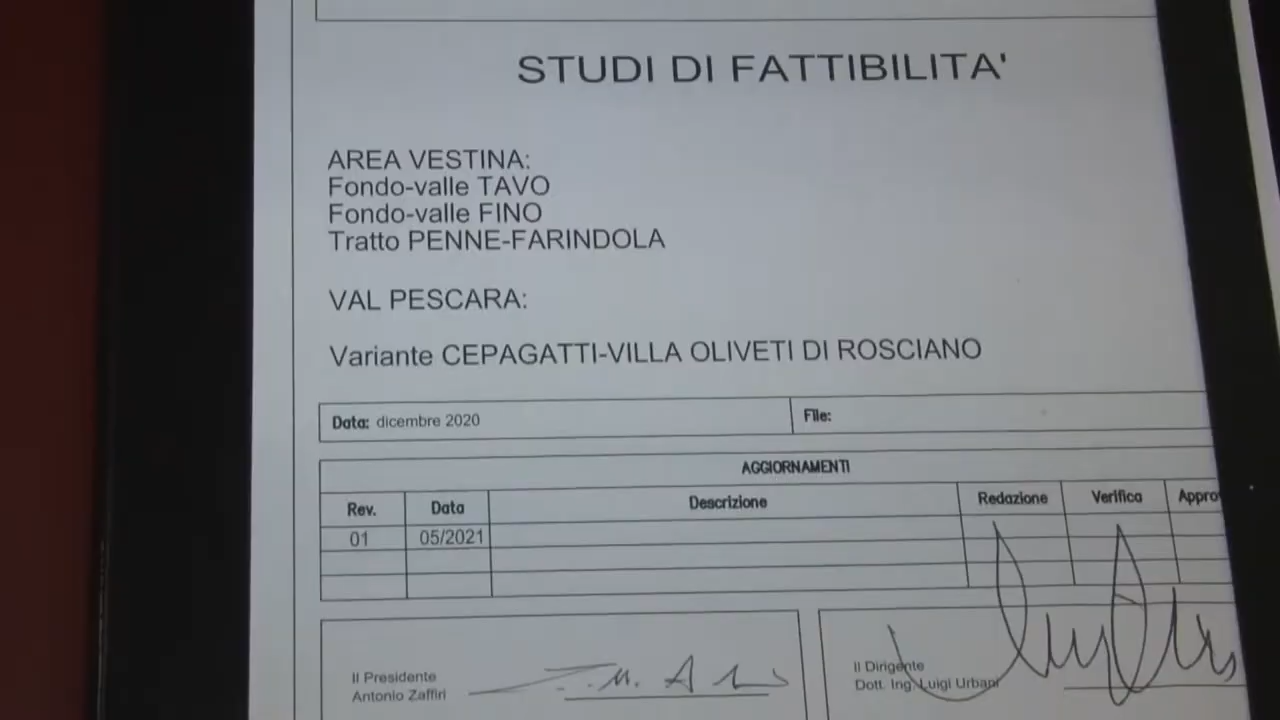 STUDI DI FATTIBILITA'
AREA VESTINA:
Fondo-valle TAVO
Fondo-valle FINO
Tratto PENNE-FARINDOLA
VAL PESCARA:
Variante CEPAGATTI-VILLA OLIVETI DI ROSCIANO
Data: dicembre 2020 File:
AGGIORNAMENTI
Rev. Data Descrizione Redazione Verifica Approv
01 05/2021
Il Presidente
Antonio Zaffiri
Il Dirigente
Dott. Ing. Luigi Urbani